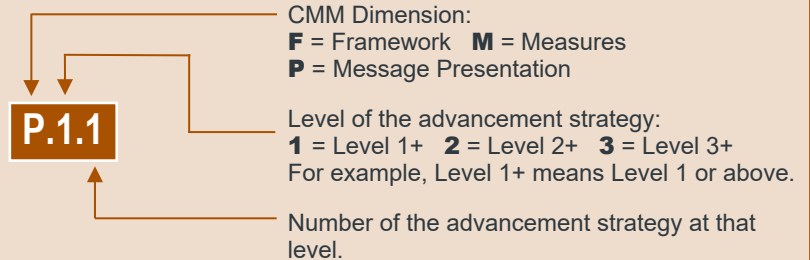 CMM Dimension:
F = Framework M = Measures
P = Message Presentation
P.1.1
Level of the advancement strategy:
1 = Level 1+ 2 = Level 2+ 3 = Level 3+
For example, Level 1+ means Level 1 or above.
Number of the advancement strategy at that
level.